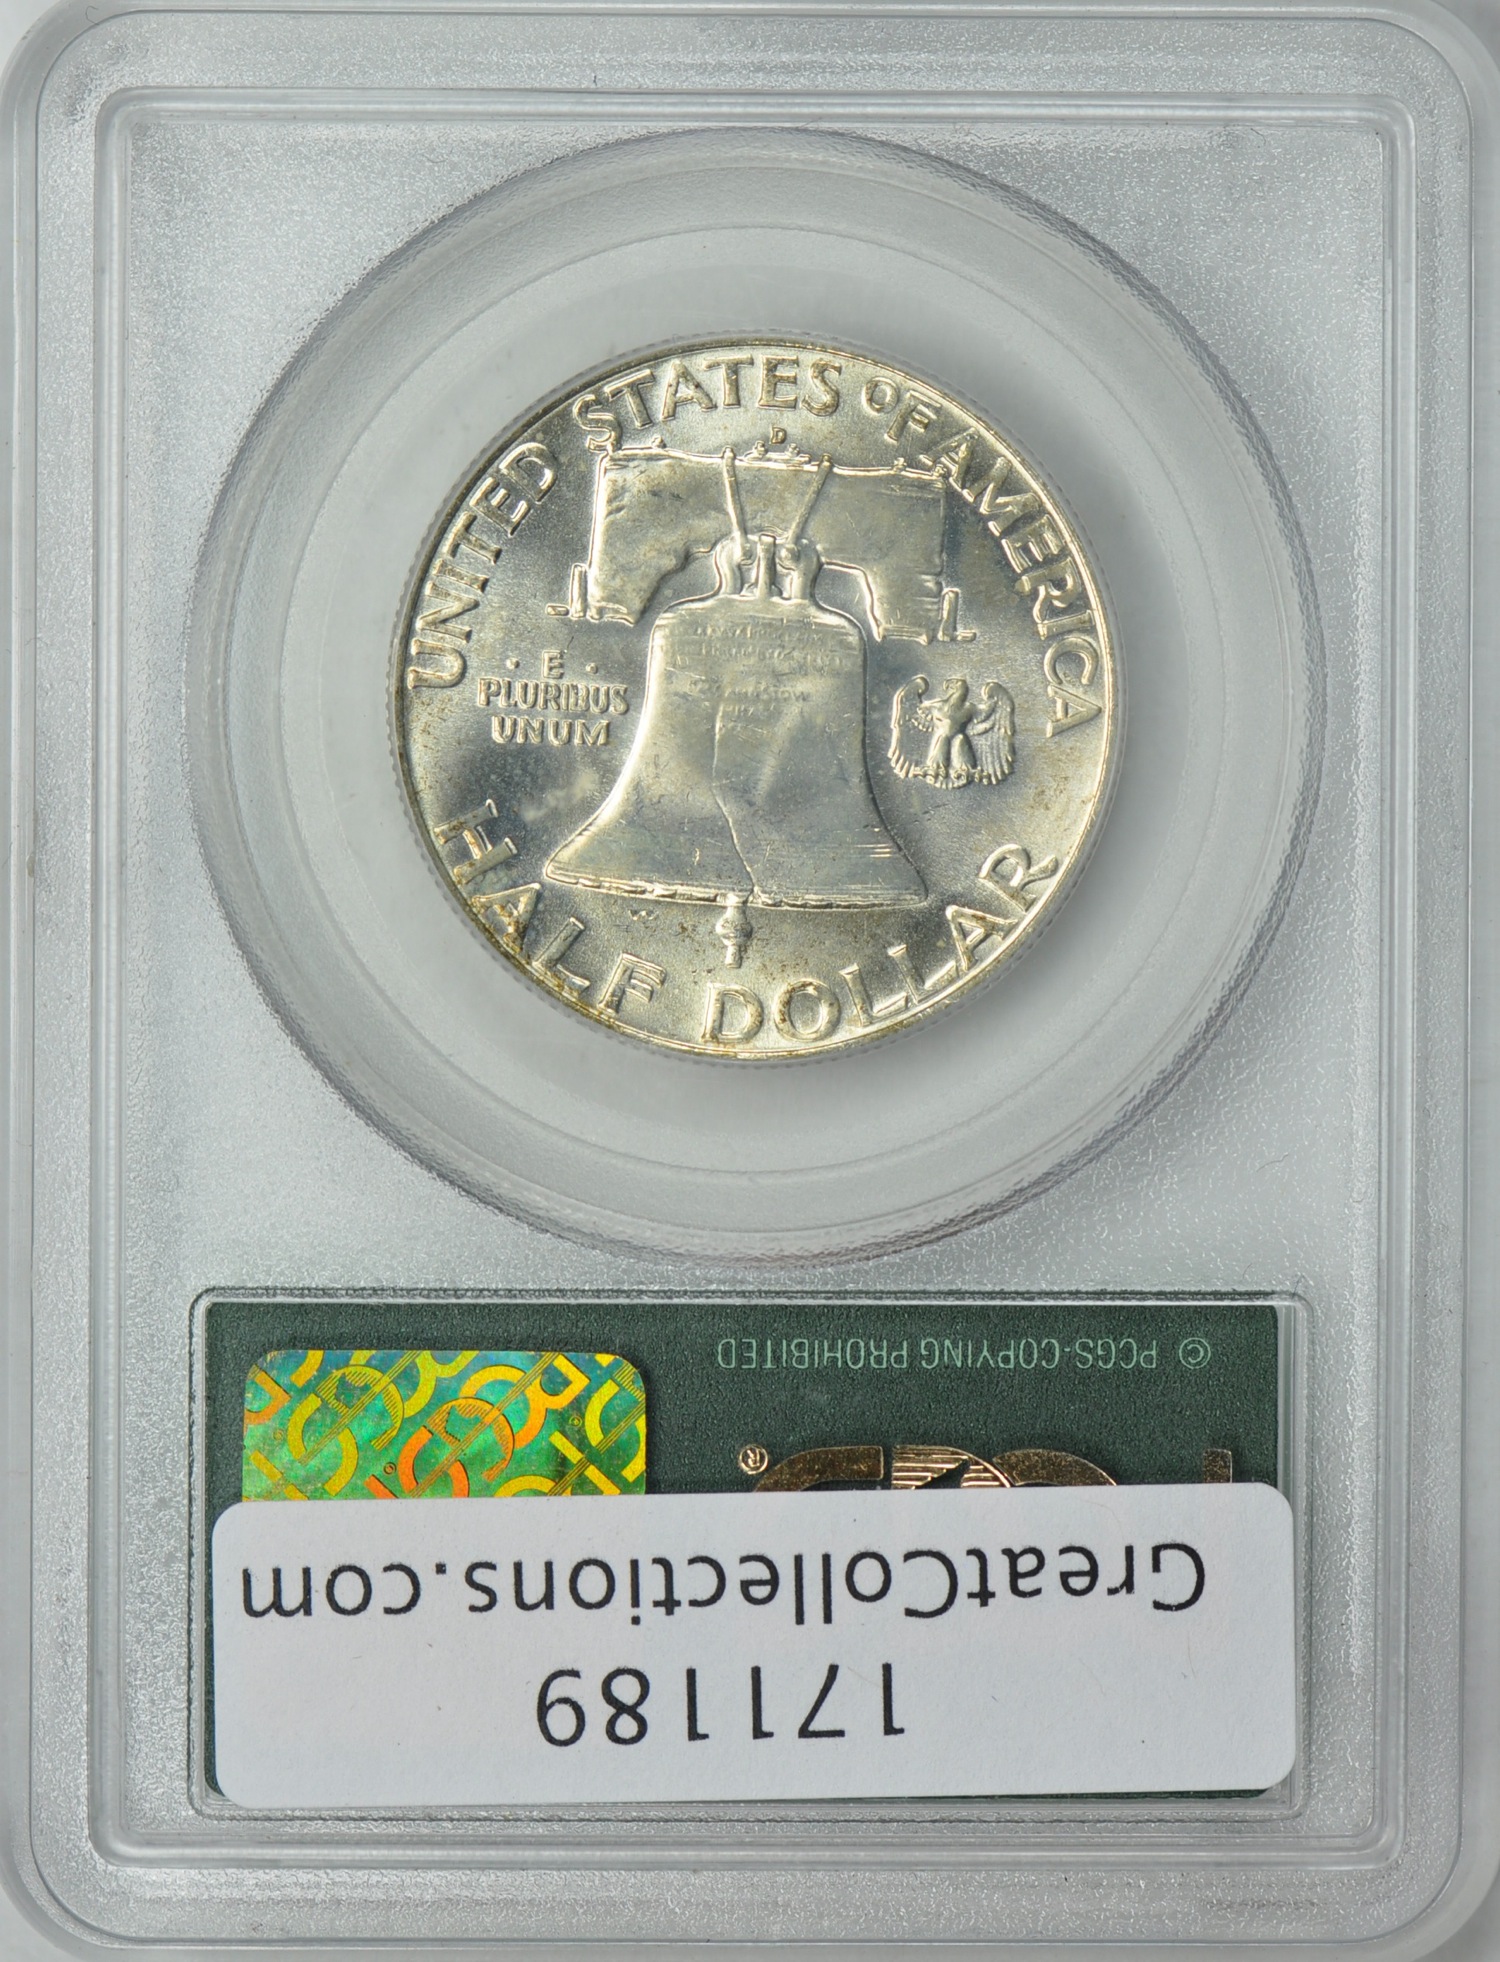 UNITED STATES OF AMERICA
D
· E ·
PLURIBUS
UNUM
HALF DOLLAR
© PCGS-COPYING PROHIBITED
®
GreatCollections.com
171189